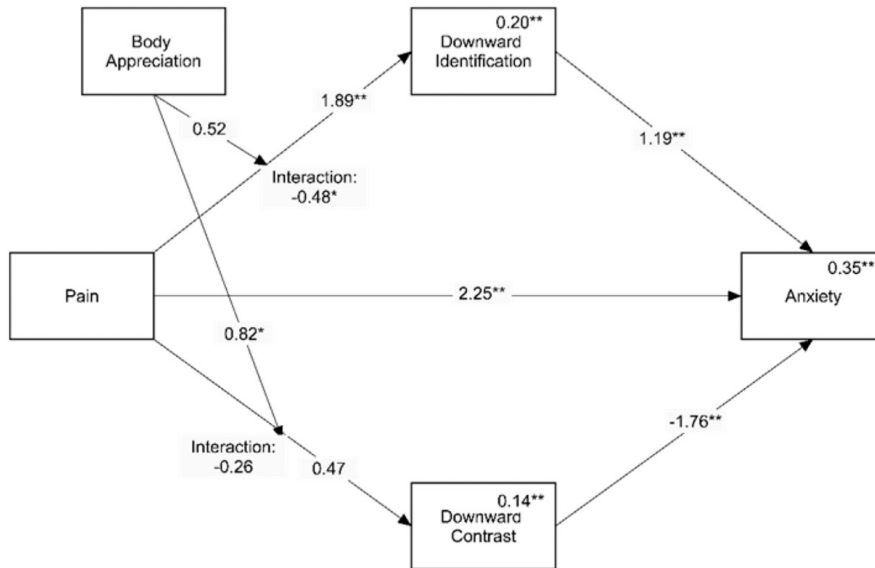 0.20**
Body
Appreciation
Downward
Identification
1.89**
0.52
1.19**
Interaction:
-0.48*
0.35**
Pain
2.25**
Anxiety
0.82*
-1.76**
Interaction:
-0.26
0.47
0.14**
Downward
Contrast